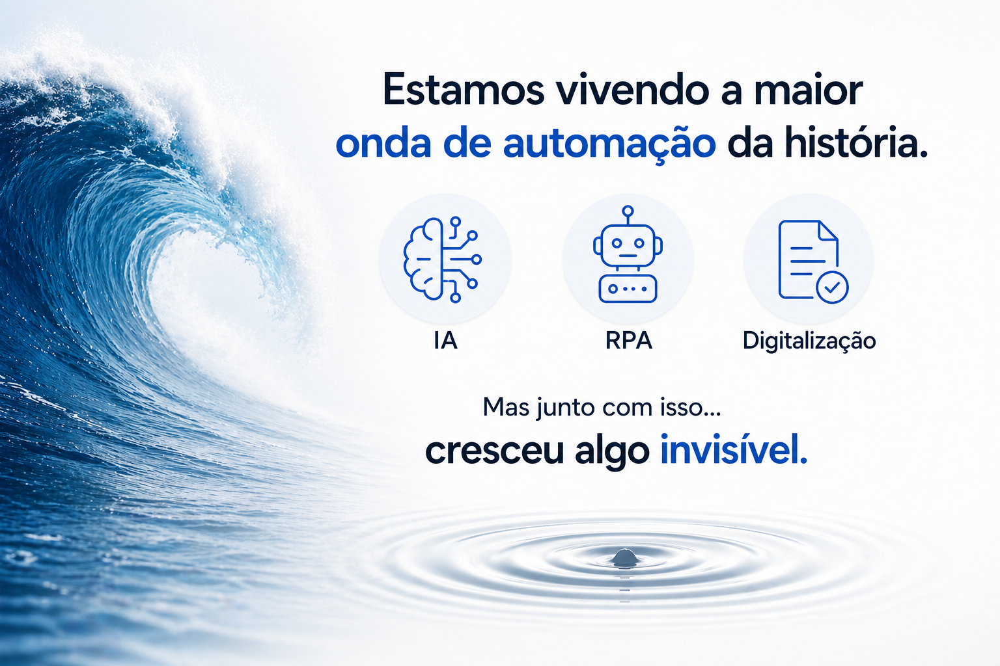 Estamos vivendo a maior
onda de automação da história.
IA
RPA
Digitalização
Mas junto com isso...
cresceu algo invisível.